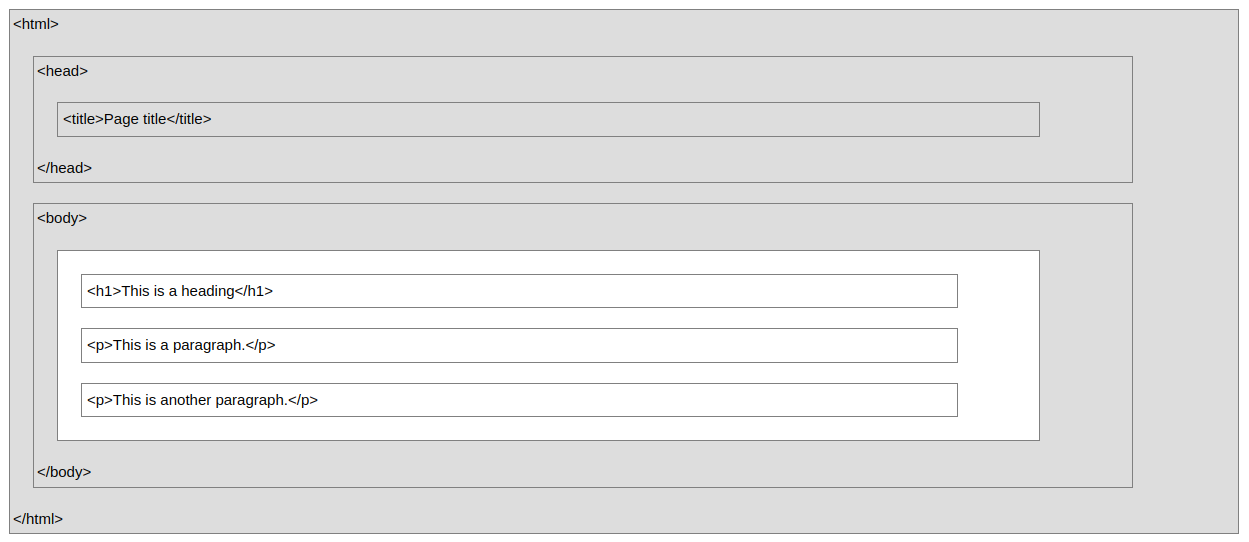 <html>
<head>
<title>Page title</title>
</head>
<body>
<h1>This is a heading</h1>
<p>This is a paragraph.</p>
<p>This is another paragraph.</p>
</body>
</html>